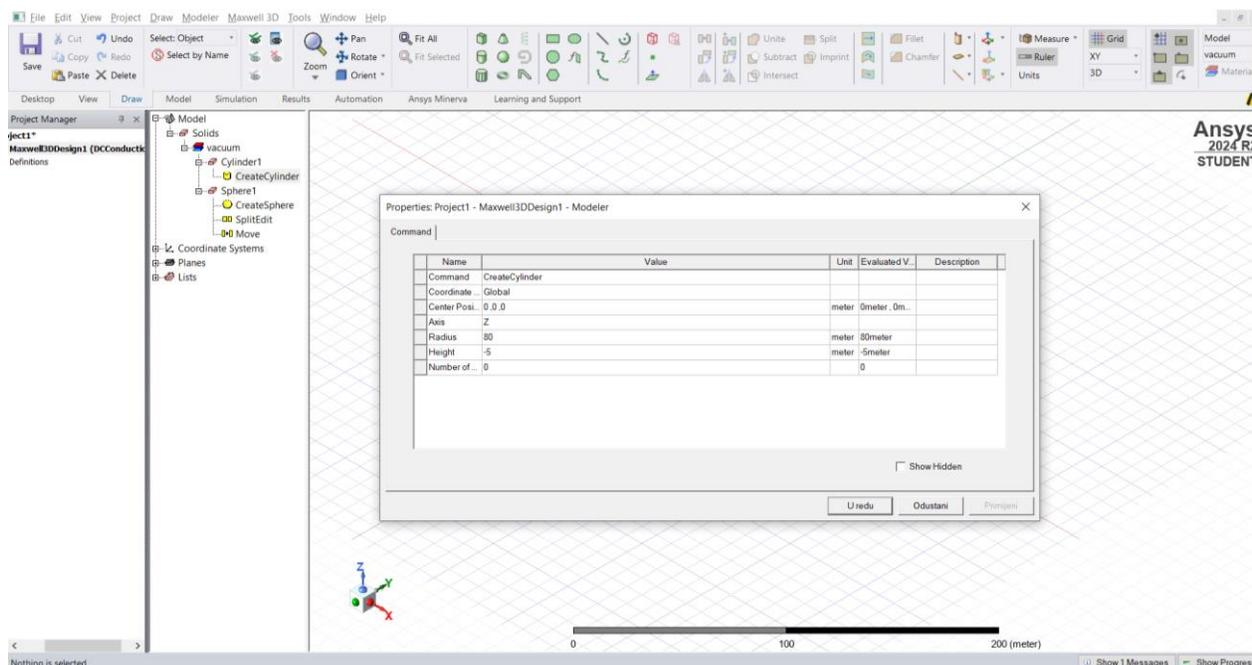 File Edit View Project Draw Modeler Maxwell 3D Tools Window Help
Save
Cut
Copy
Paste
Undo
Redo
Delete
Select: Object
Select by Name
Zoom
Pan
Rotate
Orient
Fit All
Fit Selected
Unite
Subtract
Intersect
Split
Imprint
Fillet
Chamfer
Measure
Ruler
Units
Grid
XY
3D
Model
vacuum
Materia
Desktop View Draw Model Simulation Results Automation Ansys Minerva Learning and Support
Project Manager
ject1*
Maxwell3DDesign1 (DCConductic
Definitions
Model
Solids
vacuum
Cylinder1
CreateCylinder
Sphere1
CreateSphere
SplitEdit
Move
Coordinate Systems
Planes
Lists
Ansys
2024 R2
STUDENT
Properties: Project1 - Maxwell3DDesign1 - Modeler
Command
Name Value Unit Evaluated V... Description
Command CreateCylinder
Coordinate ... Global
Center Posi... 0 ,0 ,0 meter 0meter , 0m...
Axis Z
Radius 80 meter 80meter
Height -5 meter -5meter
Number of ... 0 0
Show Hidden
U redu Odustani Primijeni
Z
Y
X
0 100 200 (meter)
Nothing is selected
Show 1 Messages Show Progres